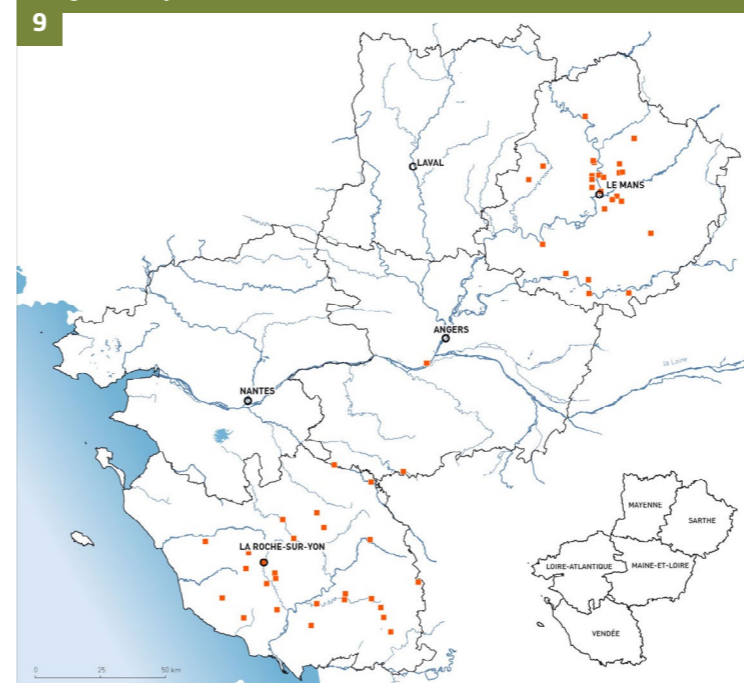 9
LAVAL
LE MANS
ANGERS
la Loire
NANTES
LA ROCHE-SUR-YON
MAYENNE
SARTHE
LOIRE-ATLANTIQUE
MAINE-ET-LOIRE
VENDÉE
0 25 50 km